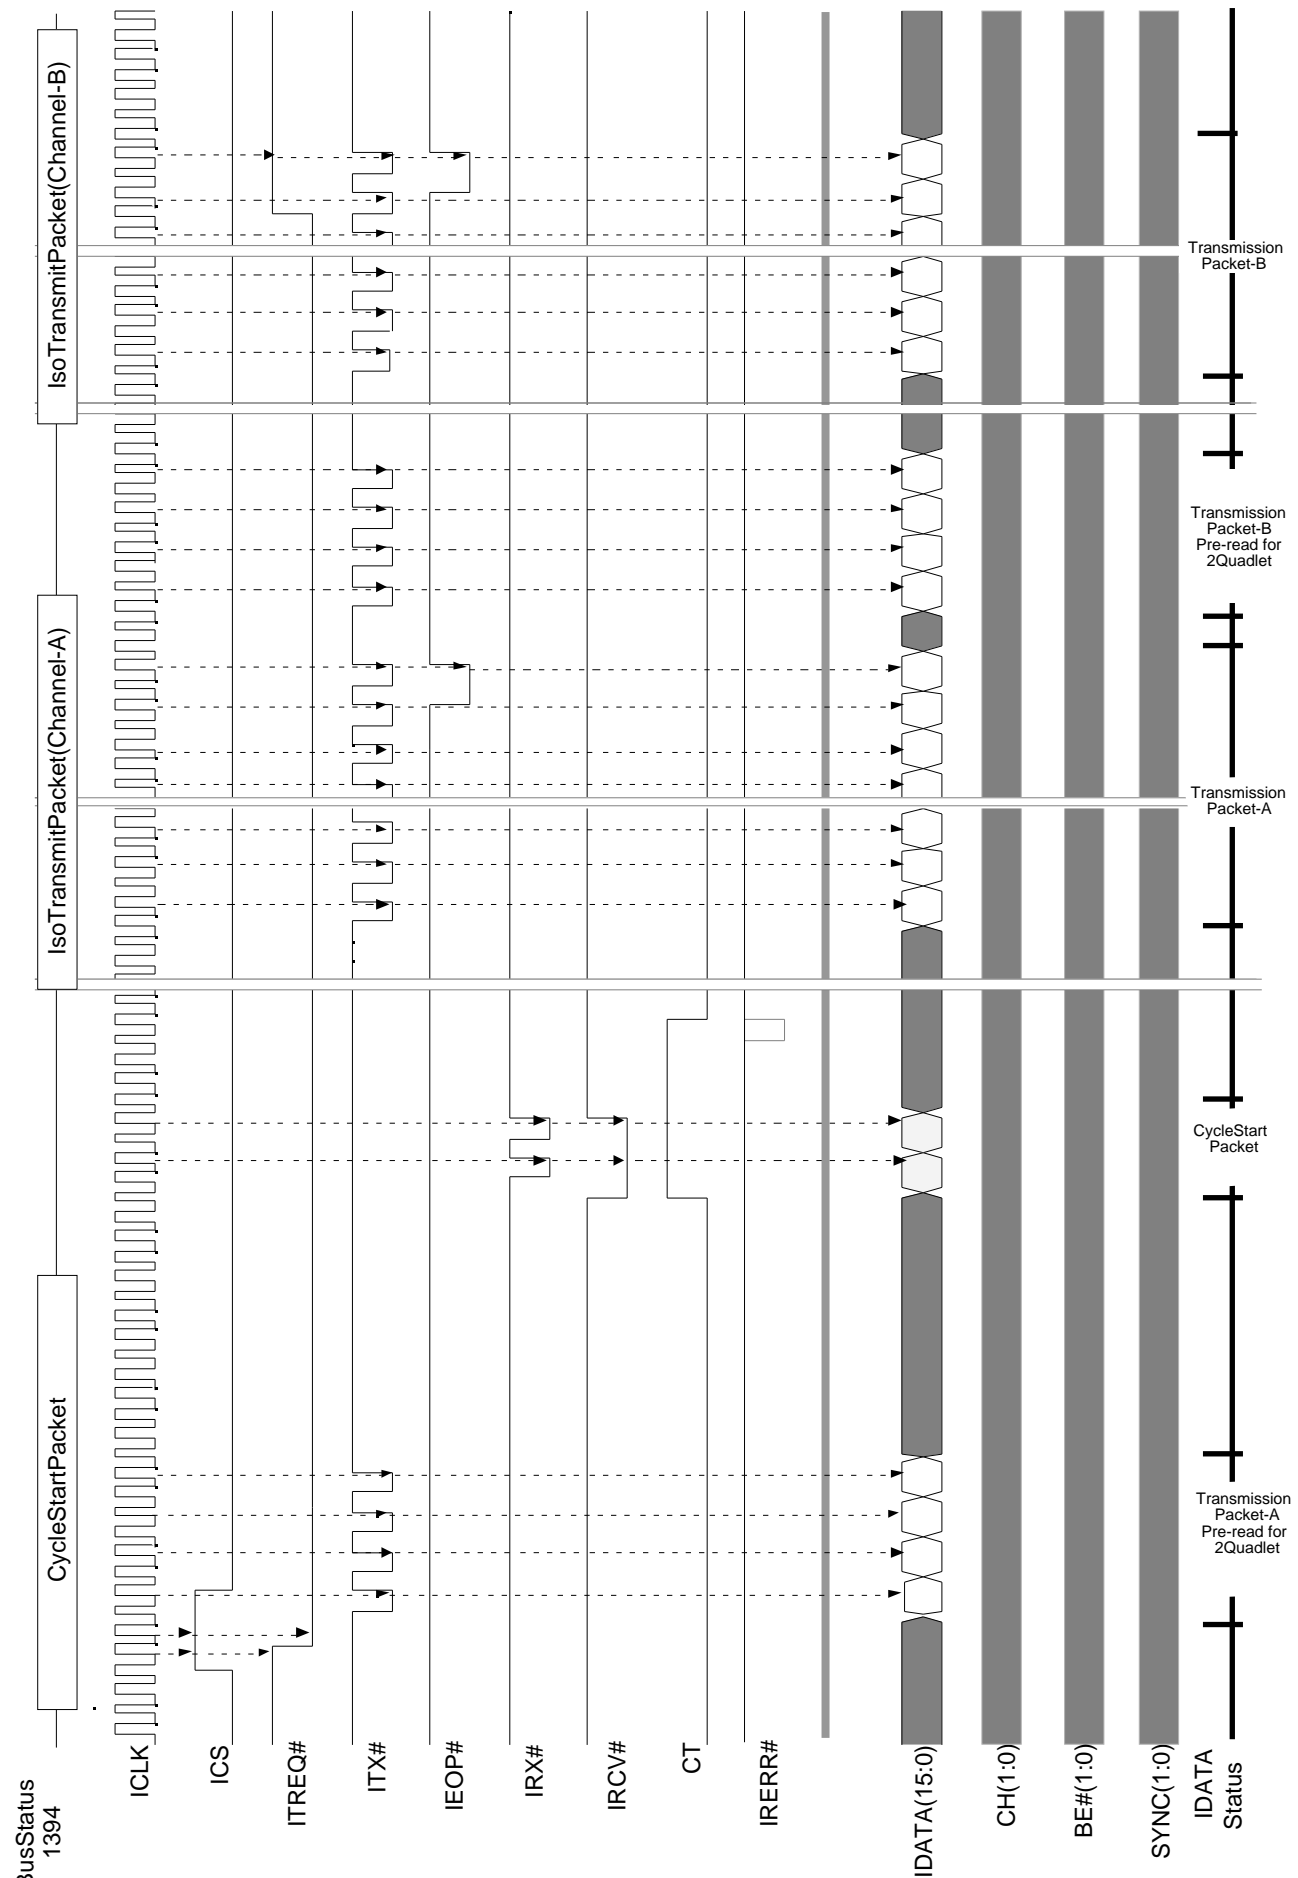 BusStatus
1394
CycleStartPacket
IsoTransmitPacket(Channel-A)
IsoTransmitPacket(Channel-B)
ICLK
ICS
ITREQ#
ITX#
IEOP#
IRX#
IRCV#
CT
IRERR#
IDATA(15:0)
CH(1:0)
BE#(1:0)
SYNC(1:0)
IDATA
Status
Transmission
Packet-A
Pre-read for
2Quadlet
CycleStart
Packet
Transmission
Packet-A
Transmission
Packet-B
Pre-read for
2Quadlet
Transmission
Packet-B